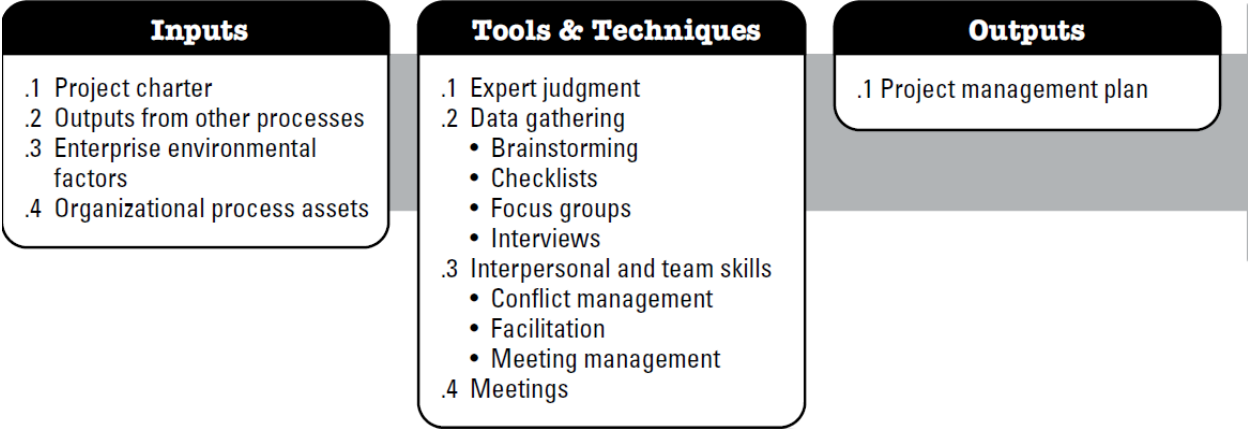 Inputs
.1 Project charter
.2 Outputs from other processes
.3 Enterprise environmental
factors
.4 Organizational process assets
Tools & Techniques
.1 Expert judgment
.2 Data gathering
• Brainstorming
• Checklists
• Focus groups
• Interviews
.3 Interpersonal and team skills
• Conflict management
• Facilitation
• Meeting management
.4 Meetings
Outputs
.1 Project management plan